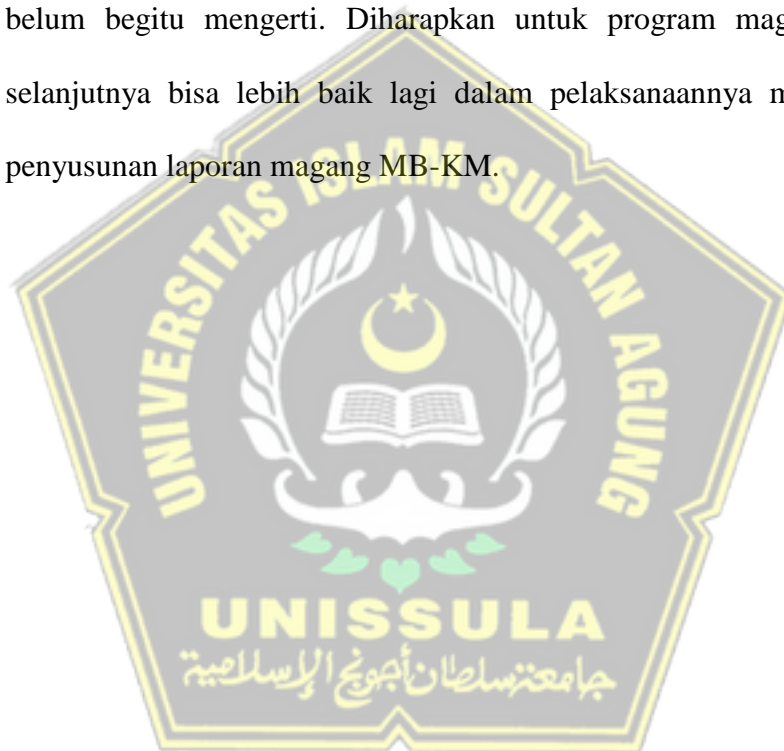 belum begitu mengerti. Diharapkan untuk program mag
selanjutnya bisa lebih baik lagi dalam pelaksanaannya m
penyusunan laporan magang MB-KM.
UNIVERSITAS ISLAM SULTAN AGUNG
UNISSULA
جامعة سلطان أجونج الإسلامية